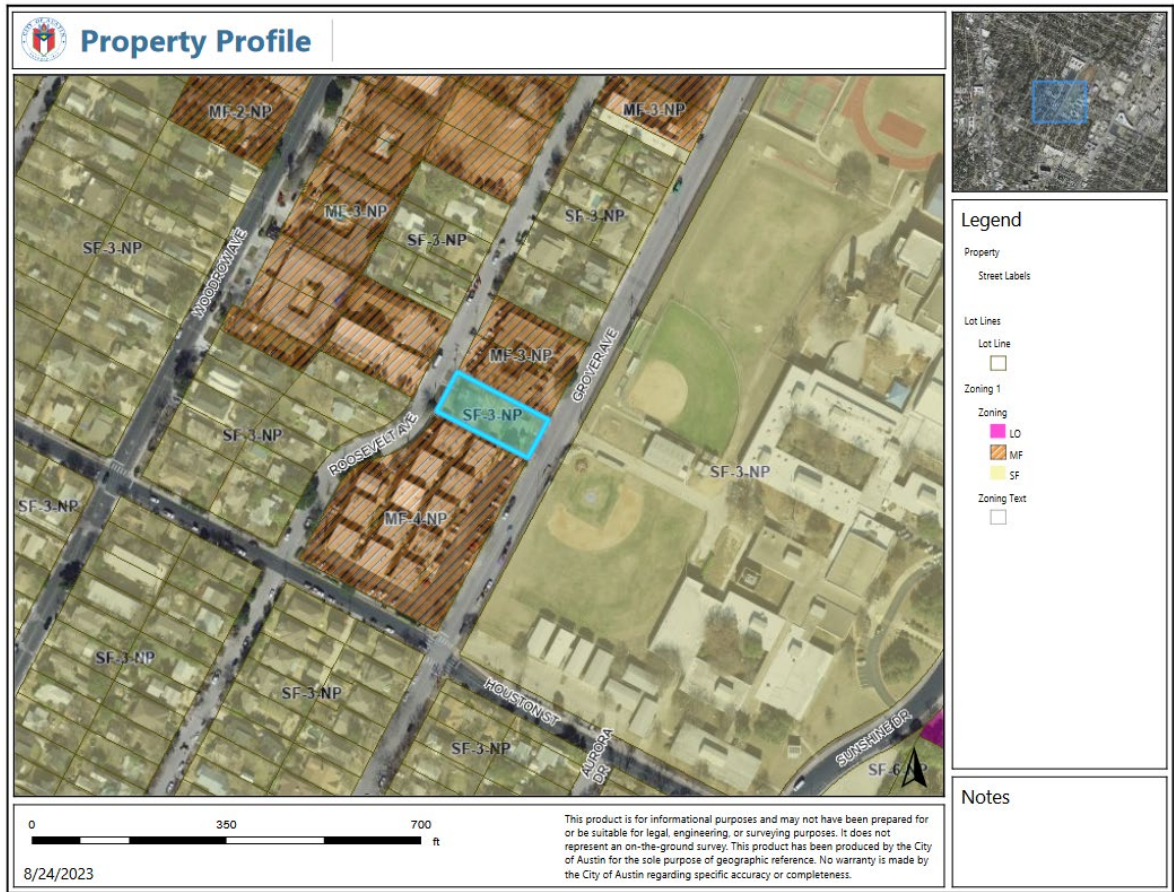 CITY OF AUSTIN
Property Profile
MF-2-NP
MF-3-NP
MF-3-NP
SF-3-NP
SF-3-NP
SF-3-NP
WOODROW AVE
MF-3-NP
GROVER AVE
SF-3-NP
ROOSEVELT AVE
SF-3-NP
SF-3-NP
SF-3-NP
MF-4-NP
SF-3-NP
SF-3-NP
HOUSTON ST
SF-3-NP
AURORA
DR
SUNSHINE DR
SF-6-NP
Legend
Property
Street Labels
Lot Lines
Lot Line
Zoning 1
Zoning
LO
MF
SF
Zoning Text
Notes
0 350 700
ft
8/24/2023
This product is for informational purposes and may not have been prepared for
or be suitable for legal, engineering, or surveying purposes. It does not
represent an on-the-ground survey. This product has been produced by the City
of Austin for the sole purpose of geographic reference. No warranty is made by
the City of Austin regarding specific accuracy or completeness.